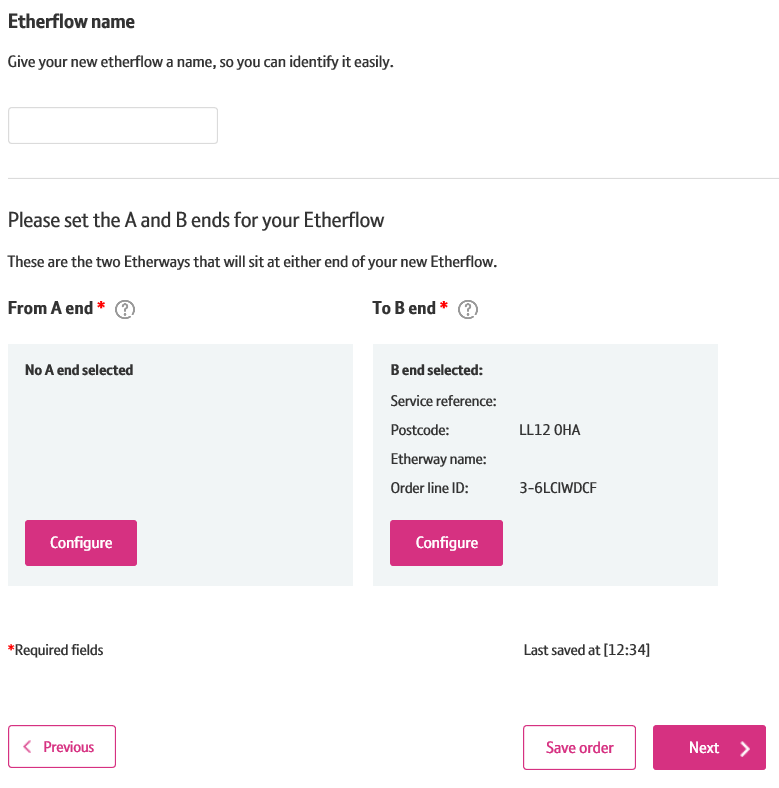 Etherflow name
Give your new etherflow a name, so you can identify it easily.
Please set the A and B ends for your Etherflow
These are the two Etherways that will sit at either end of your new Etherflow.
From A end * ?
To B end * ?
No A end selected
Configure
B end selected:
Service reference:
Postcode: LL12 0HA
Etherway name:
Order line ID: 3-6LCIWDCF
Configure
*Required fields
Last saved at [12:34]
Previous
Save order
Next